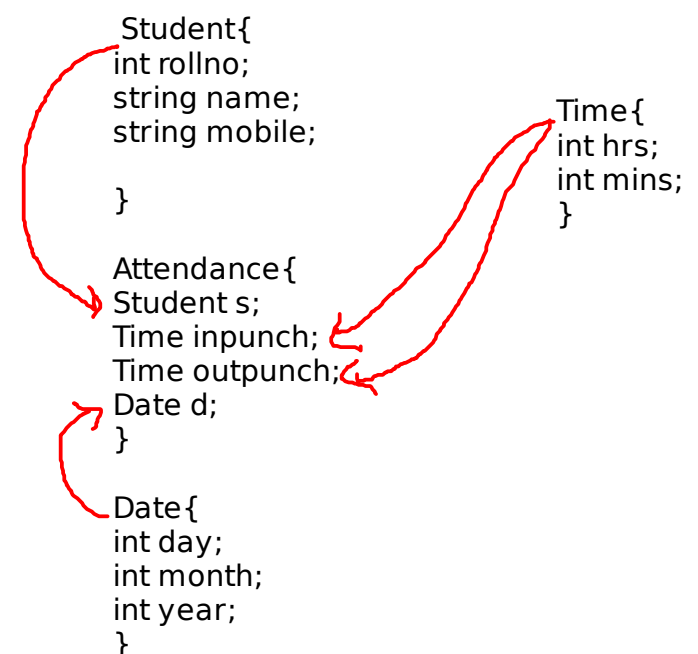 Student{
int rollno;
string name;
string mobile;
}
Time{
int hrs;
int mins;
}
Attendance{
Student s;
Time inpunch;
Time outpunch;
Date d;
}
Date{
int day;
int month;
int year;
}